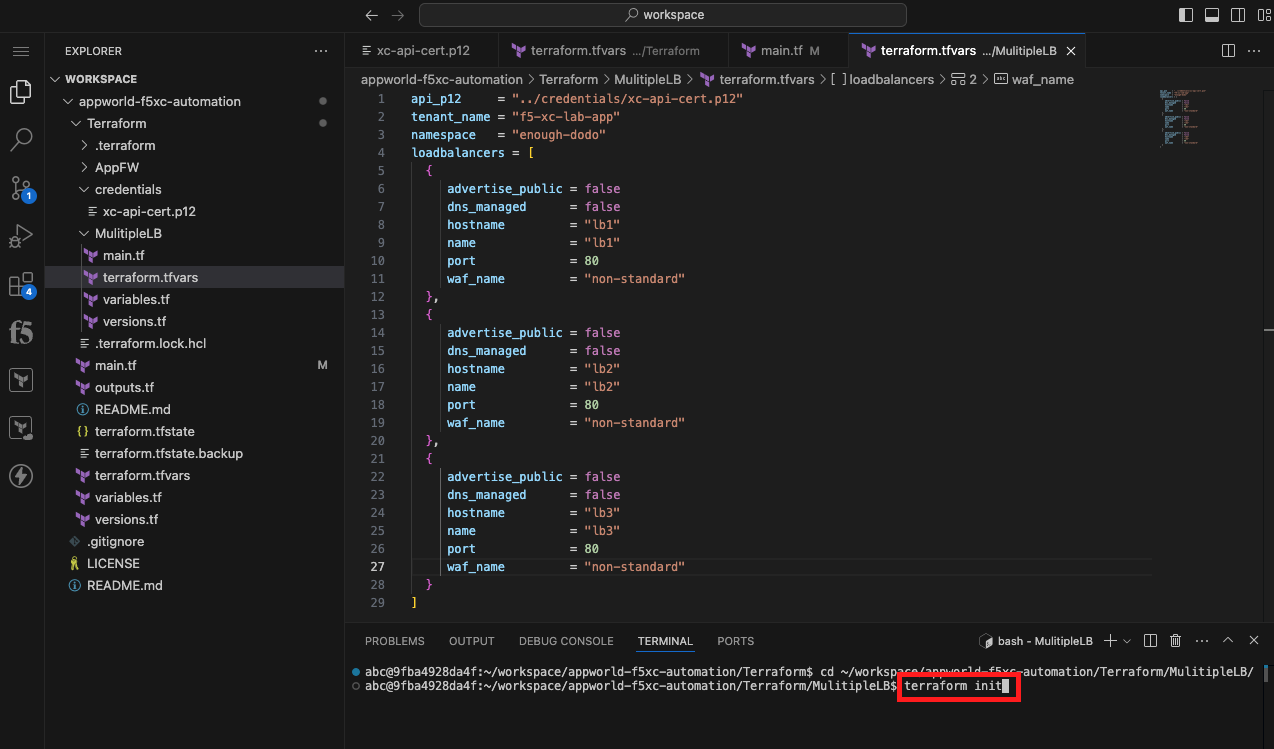 workspace
EXPLORER
WORKSPACE
appworld-f5xc-automation
Terraform
.terraform
AppFW
credentials
xc-api-cert.p12
MulitipleLB
main.tf
terraform.tfvars
variables.tf
versions.tf
.terraform.lock.hcl
main.tf M
outputs.tf
README.md
terraform.tfstate
terraform.tfstate.backup
terraform.tfvars
variables.tf
versions.tf
.gitignore
LICENSE
README.md
1
4
f5
xc-api-cert.p12 terraform.tfvars .../Terraform main.tf M terraform.tfvars .../MulitipleLB
appworld-f5xc-automation > Terraform > MulitipleLB > terraform.tfvars > [ ] loadbalancers > 2 > abc waf_name
1 api_p12 = "../credentials/xc-api-cert.p12"
2 tenant_name = "f5-xc-lab-app"
3 namespace = "enough-dodo"
4 loadbalancers = [
5 {
6 advertise_public = false
7 dns_managed = false
8 hostname = "lb1"
9 name = "lb1"
10 port = 80
11 waf_name = "non-standard"
12 },
13 {
14 advertise_public = false
15 dns_managed = false
16 hostname = "lb2"
17 name = "lb2"
18 port = 80
19 waf_name = "non-standard"
20 },
21 {
22 advertise_public = false
23 dns_managed = false
24 hostname = "lb3"
25 name = "lb3"
26 port = 80
27 waf_name = "non-standard"
28 }
29 ]
PROBLEMS OUTPUT DEBUG CONSOLE TERMINAL PORTS bash - MulitipleLB
abc@9fba4928da4f:~/workspace/appworld-f5xc-automation/Terraform$ cd ~/workspace/appworld-f5xc-automation/Terraform/MulitipleLB/
abc@9fba4928da4f:~/workspace/appworld-f5xc-automation/Terraform/MulitipleLB$ terraform init